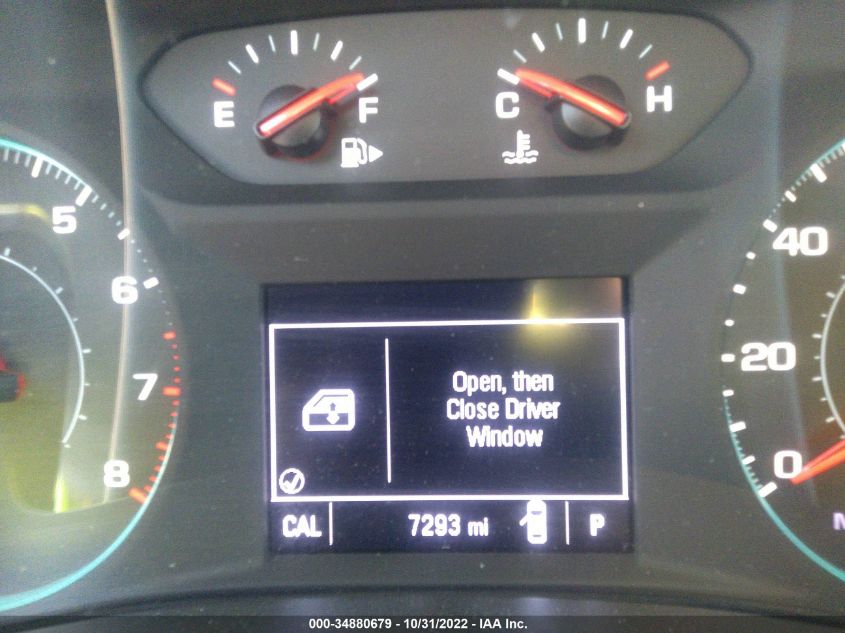 E F C H
5
6
7
8
40
20
0
Open, then
Close Driver
Window
CAL 7293 mi P
000-34880679 - 10/31/2022 - IAA Inc.